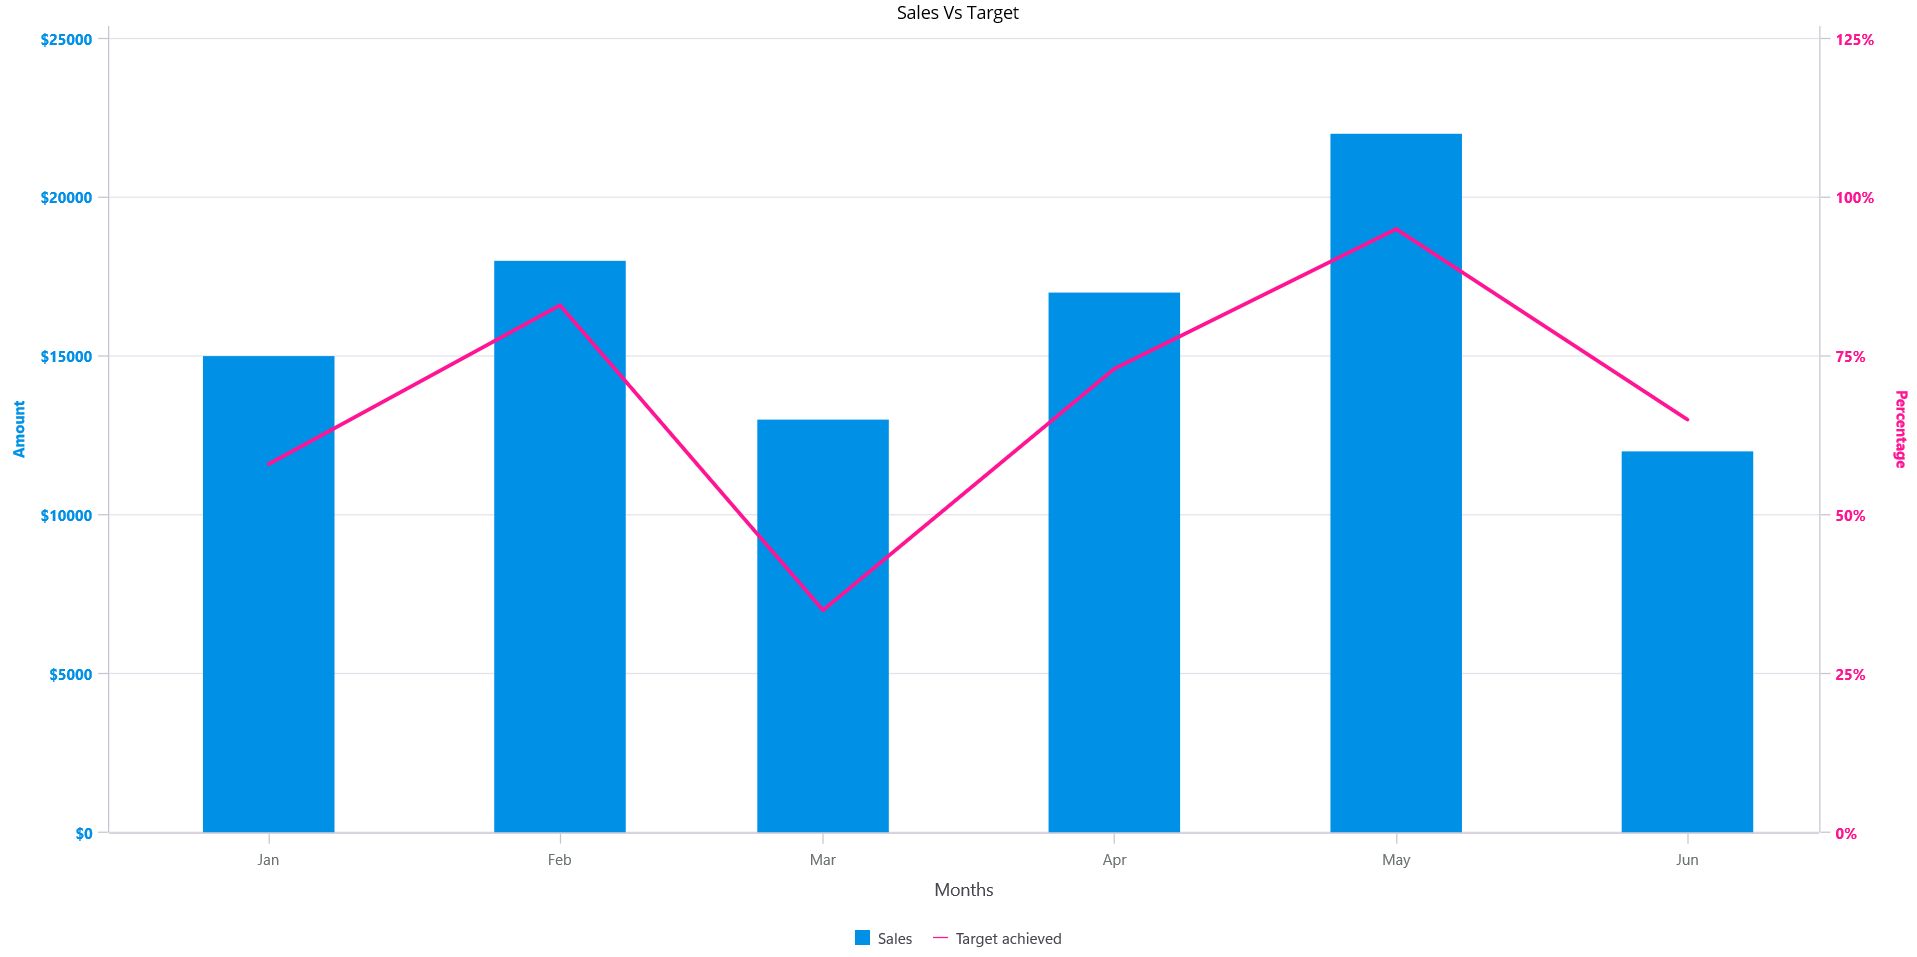 Sales Vs Target
$25000
$20000
$15000
$10000
$5000
$0
Amount
125%
100%
75%
50%
25%
0%
Percentage
Jan Feb Mar Apr May Jun
Months
Sales Target achieved